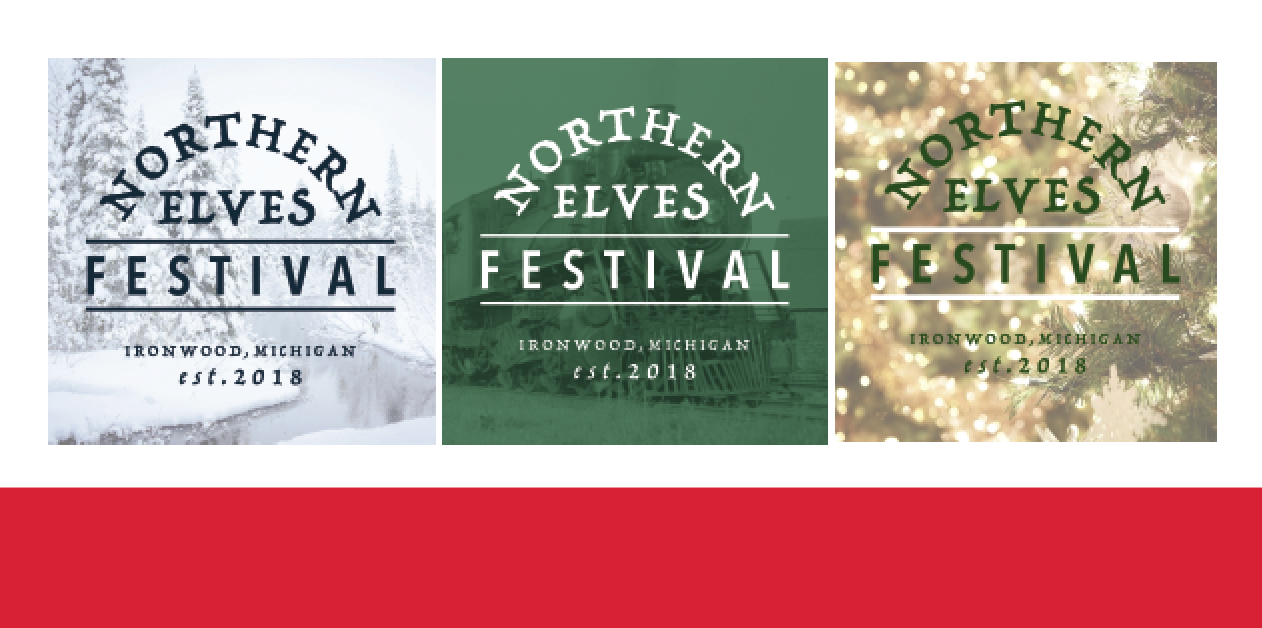 NORTHERN
ELVES
FESTIVAL
IRONWOOD, MICHIGAN
est. 2018
NORTHERN
ELVES
FESTIVAL
IRONWOOD, MICHIGAN
est. 2018
NORTHERN
ELVES
FESTIVAL
IRONWOOD, MICHIGAN
est. 2018